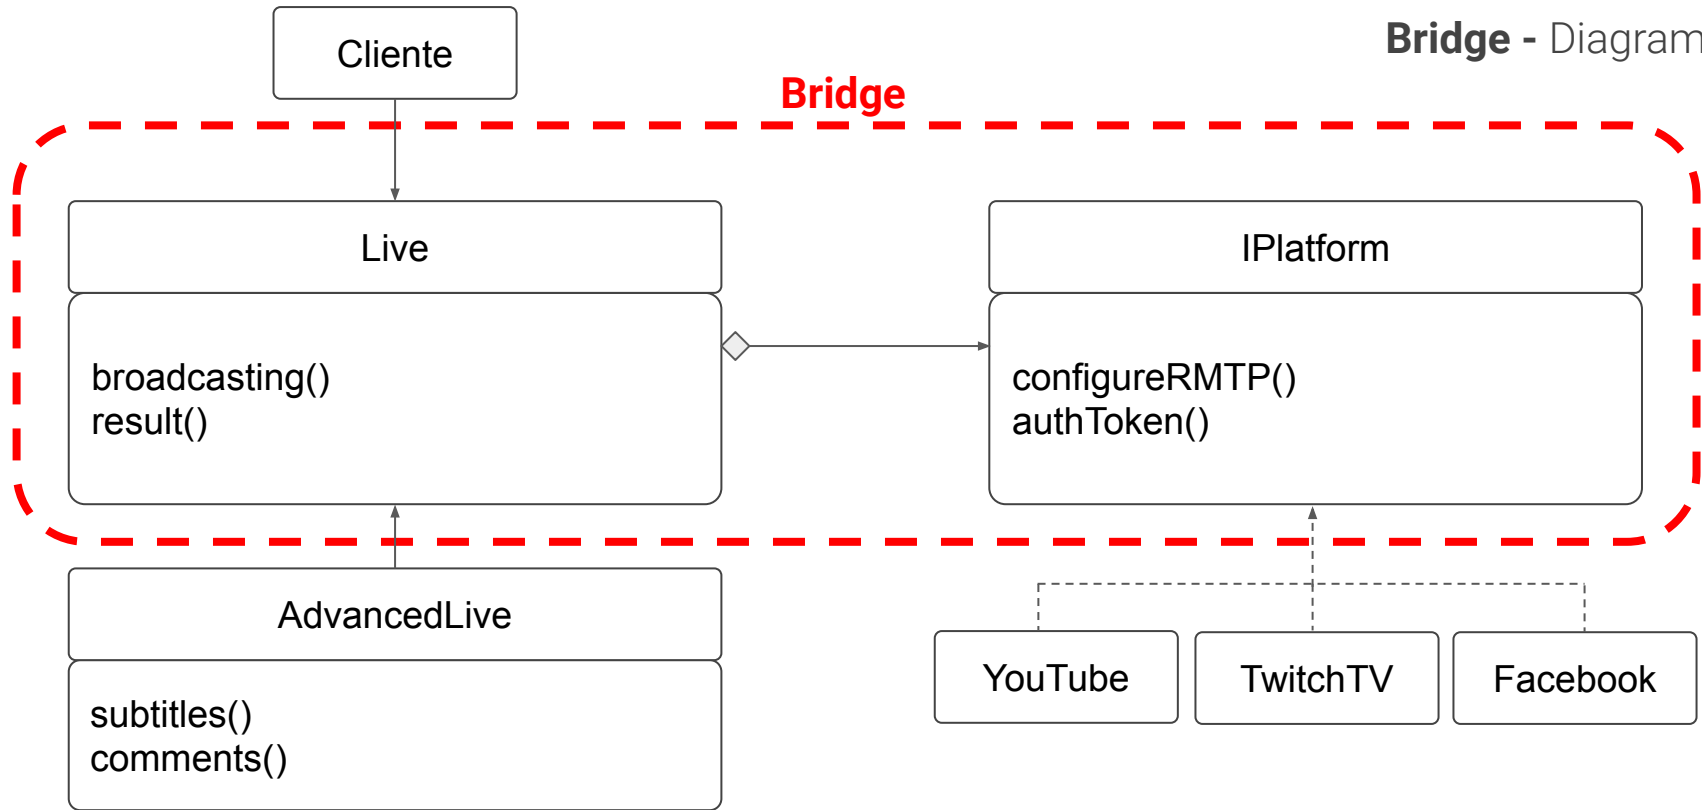 Cliente
Bridge - Diagram
Bridge
Live
IPlatform
broadcasting()
result()
configureRMTP()
authToken()
AdvancedLive
subtitles()
comments()
YouTube
TwitchTV
Facebook